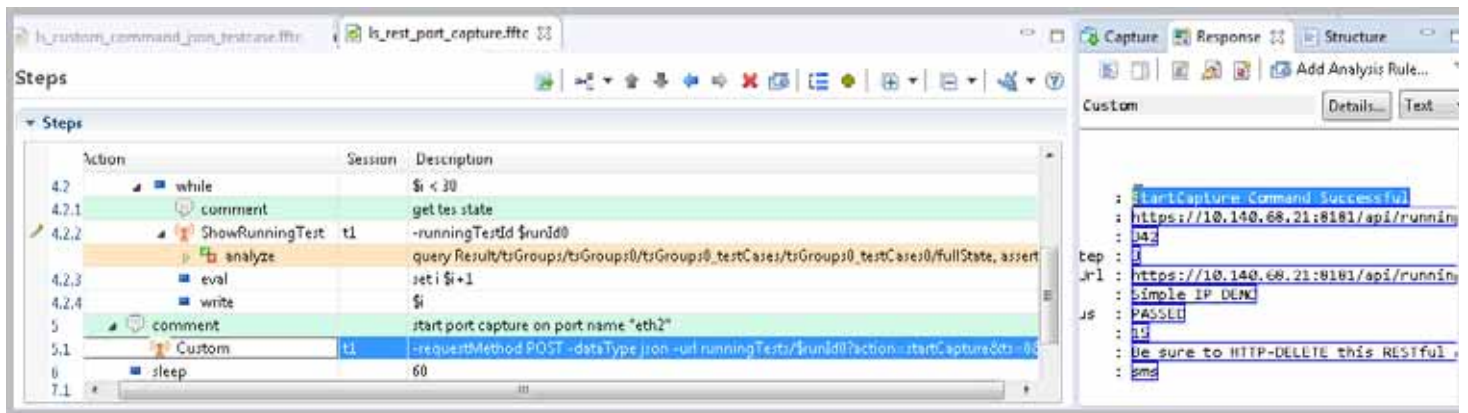 ls_custom_command_json_testcase.fftc
ls_rest_port_capture.fftc
Capture Response Structure
Steps
Add Analysis Rule...
Custom Details... Text
Steps
Action Session Description
4.2 while $i < 30
4.2.1 comment get tes state
4.2.2 ShowRunningTest t1 -runningTestId $runId0
analyze query Result/tsGroups/tsGroups0/tsGroups0_testCases/tsGroups0_testCases0/fullState, assert
4.2.3 eval set i $i+1
4.2.4 write $i
5 comment start port capture on port name "eth2"
5.1 Custom t1 -requestMethod POST -dataType json -url runningTests/$runId0?action=startCapture&ts=0&
6 sleep 60
7.1
: StartCapture Command Successful
: https://10.140.68.21:8181/api/running
: 342
tep : 0
Url : https://10.140.68.21:8181/api/running
: Simple IP DEMO
us : PASSED
: 15
: Be sure to HTTP-DELETE this RESTful
: sms